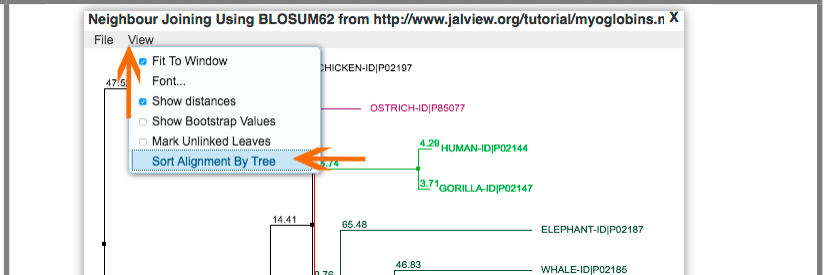 Neighbour Joining Using BLOSUM62 from http://www.jalview.org/tutorial/myoglobins.m X
File View
Fit To Window
Font...
Show distances
Show Bootstrap Values
Mark Unlinked Leaves
Sort Alignment By Tree
CHICKEN-ID|P02197
OSTRICH-ID|P85077
4.29 HUMAN-ID|P02144
3.71 GORILLA-ID|P02147
14.41
65.48
ELEPHANT-ID|P02187
46.83
WHALE-ID|P02185